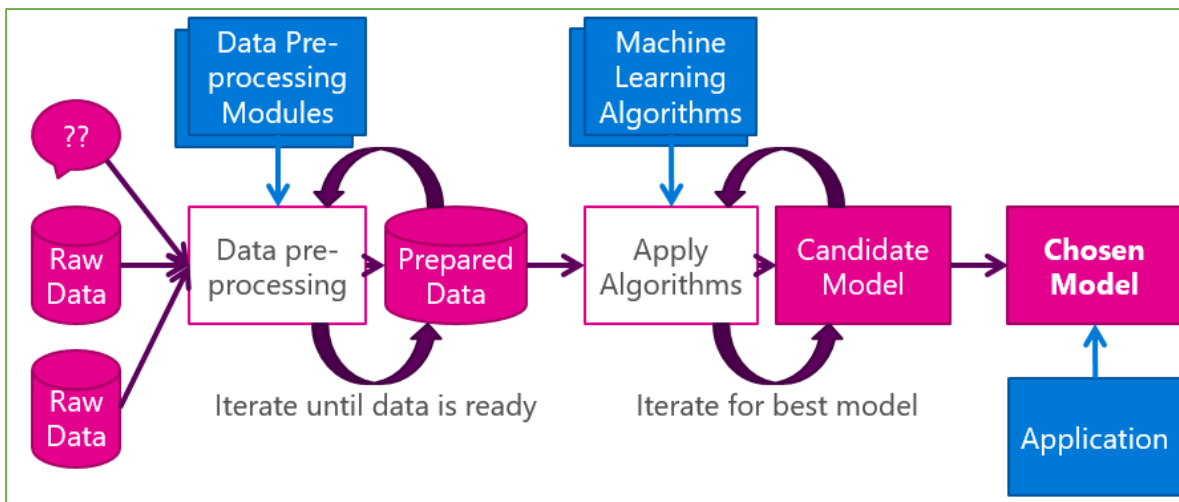 Data Pre-
processing
Modules
Machine
Learning
Algorithms
??
Raw
Data
Data pre-
processing
Prepared
Data
Apply
Algorithms
Candidate
Model
Chosen
Model
Raw
Data
Iterate until data is ready
Iterate for best model
Application